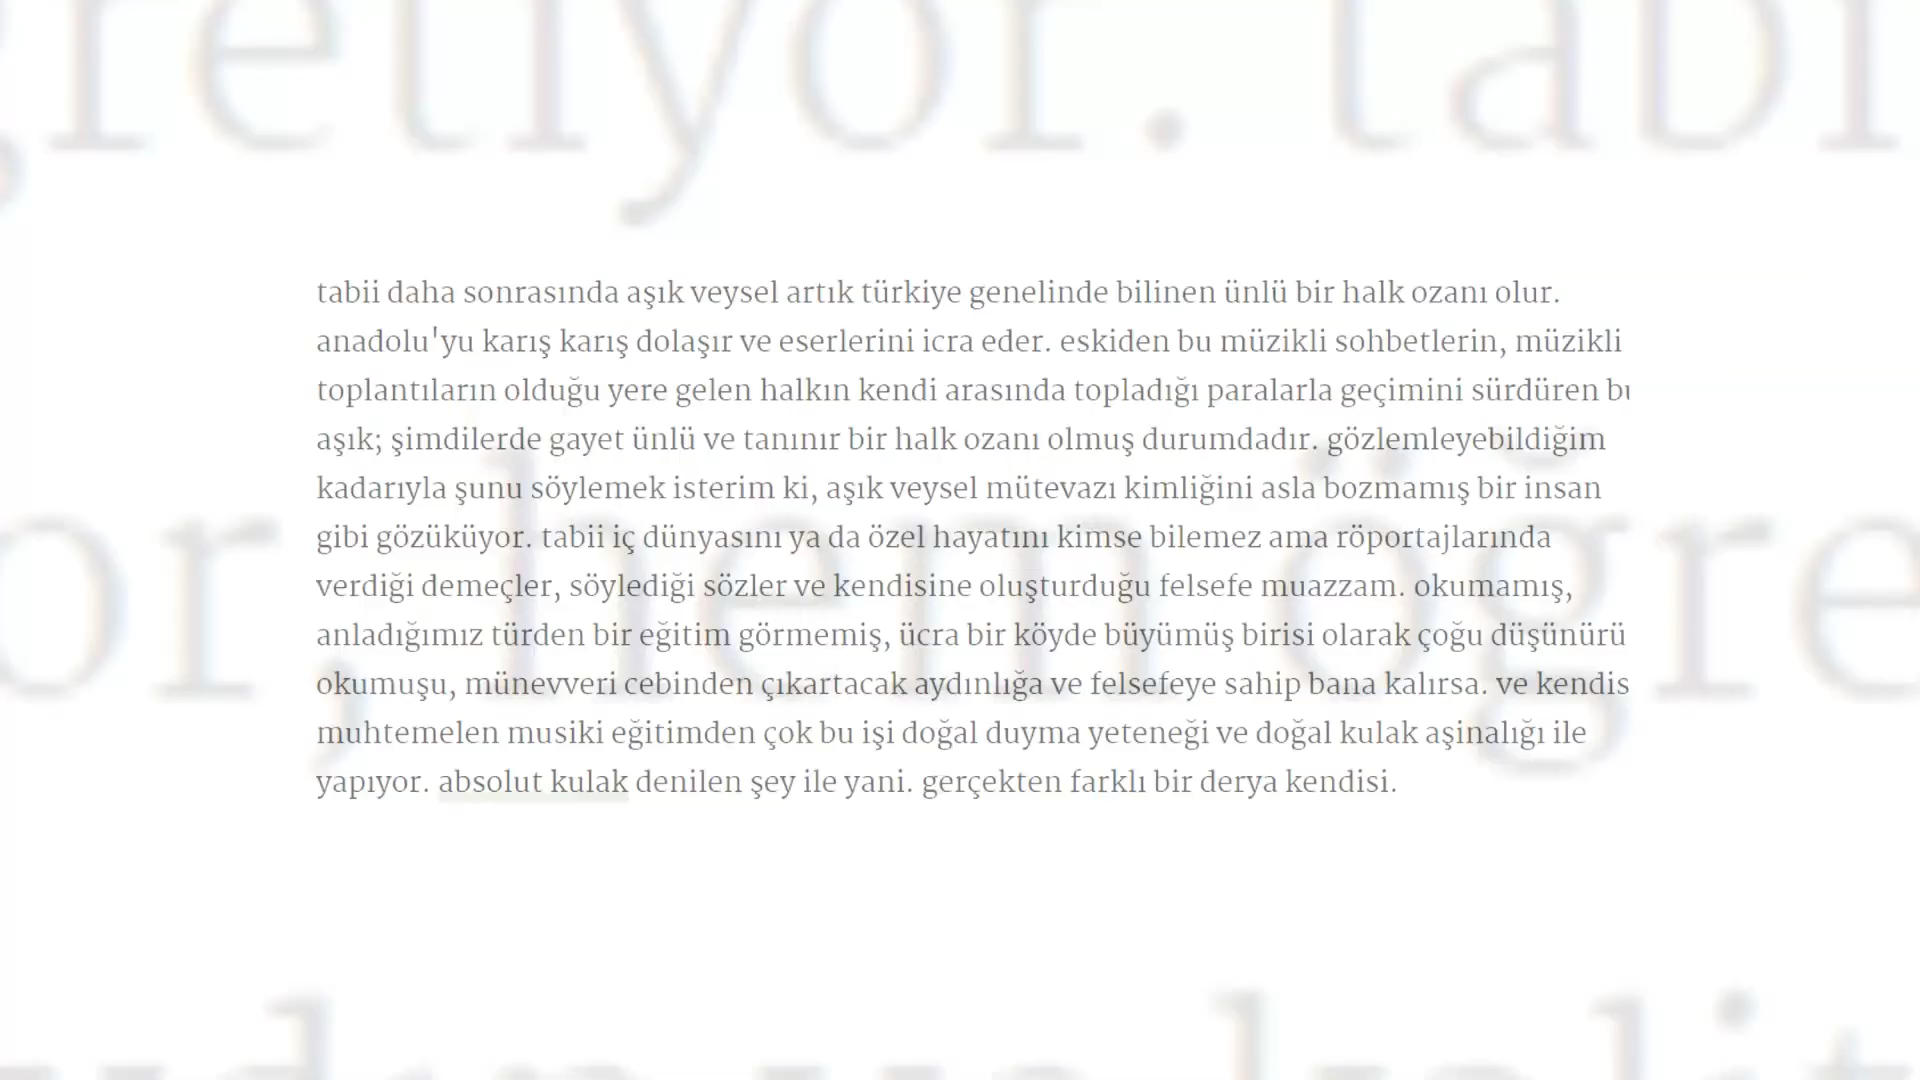 gretiyor. tabi
tabii daha sonrasında aşık veysel artık türkiye genelinde bilinen ünlü bir halk ozanı olur.
anadolu'yu karış karış dolaşır ve eserlerini icra eder. eskiden bu müzikli sohbetlerin, müzikli
toplantıların olduğu yere gelen halkın kendi arasında topladığı paralarla geçimini sürdüren bu
aşık; şimdilerde gayet ünlü ve tanınır bir halk ozanı olmuş durumdadır. gözlemleyebildiğim
kadarıyla şunu söylemek isterim ki, aşık veysel mütevazı kimliğini asla bozmamış bir insan
gibi gözüküyor. tabii iç dünyasını ya da özel hayatını kimse bilemez ama röportajlarında
verdiği demeçler, söylediği sözler ve kendisine oluşturduğu felsefe muazzam. okumamış,
anladığımız türden bir eğitim görmemiş, ücra bir köyde büyümüş birisi olarak çoğu düşünürü
okumuşu, münevveri cebinden çıkartacak aydınlığa ve felsefeye sahip bana kalırsa. ve kendis
muhtemelen musiki eğitimden çok bu işi doğal duyma yeteneği ve doğal kulak aşinalığı ile
yapıyor. absolut kulak denilen şey ile yani. gerçekten farklı bir derya kendisi.
or, hem öğre